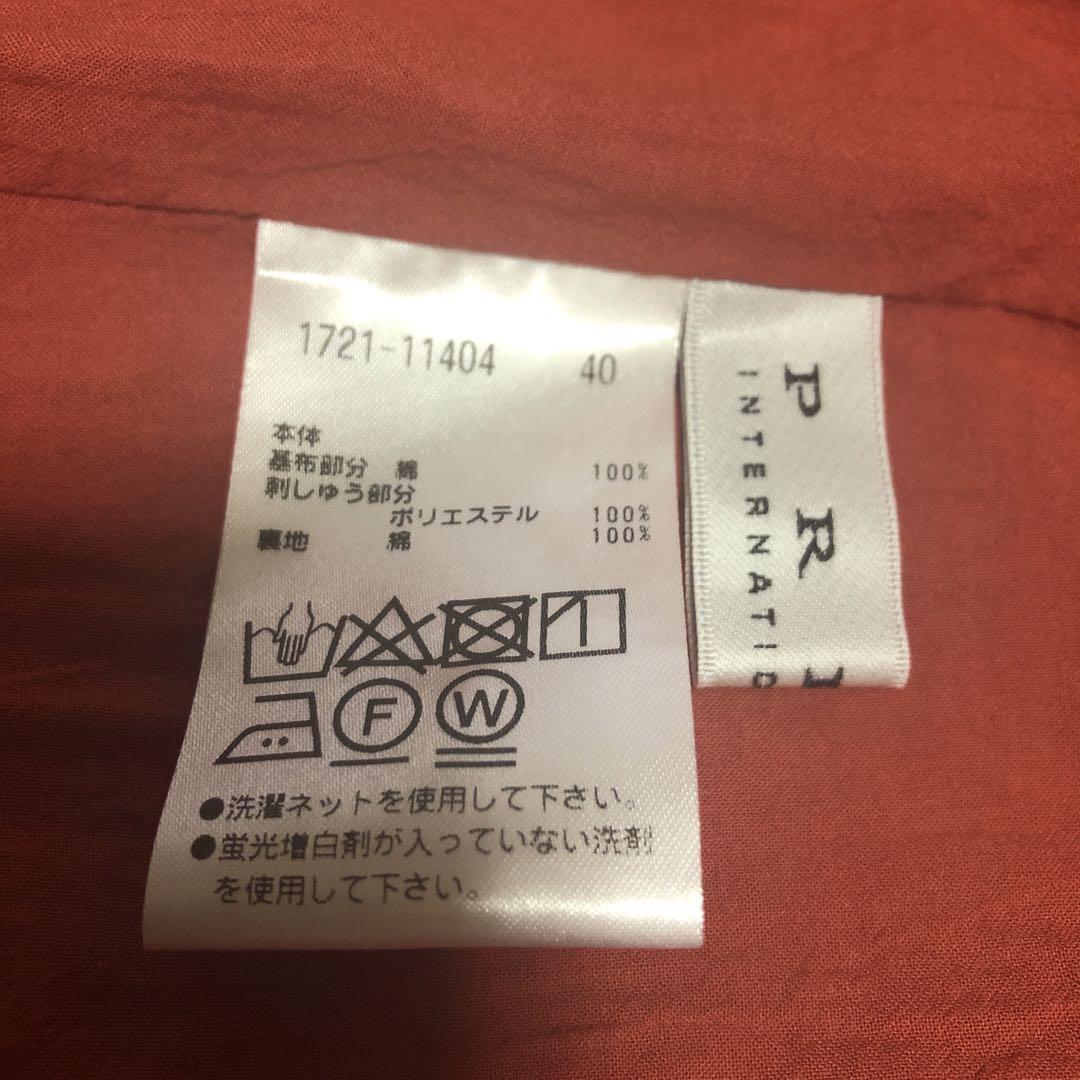 1721-11404 40
本体
基布部分 綿 100%
刺しゅう部分
ポリエステル 100%
裏地 綿 100%
F W
●洗濯ネットを使用して下さい。
●蛍光増白剤が入っていない洗剤
を使用して下さい。
P R
INTERNATIO